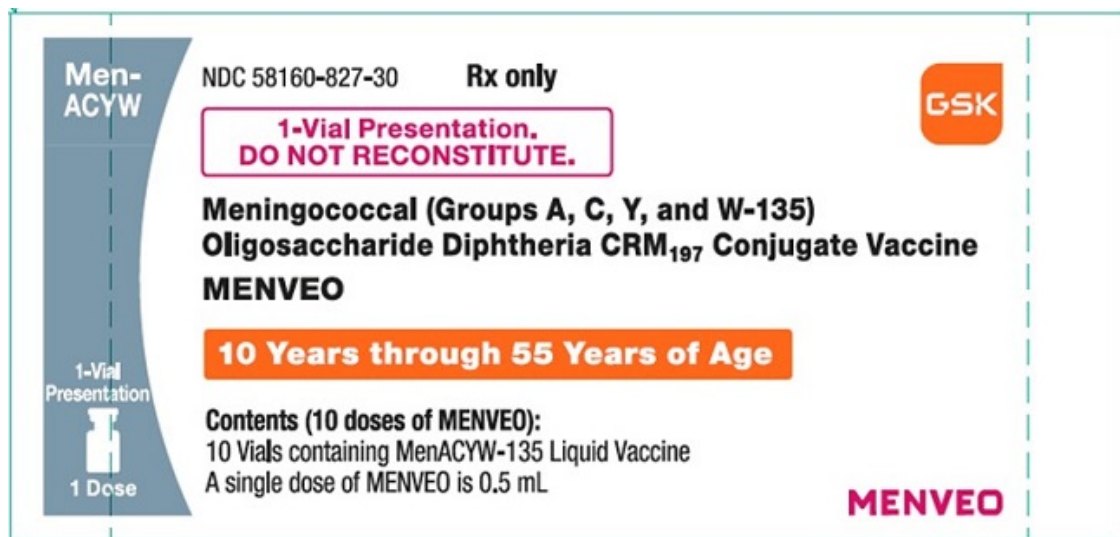 Men-
ACYW
NDC 58160-827-30 Rx only
GSK
1-Vial Presentation.
DO NOT RECONSTITUTE.
Meningococcal (Groups A, C, Y, and W-135)
Oligosaccharide Diphtheria CRM₁₉₇ Conjugate Vaccine
MENVEO
10 Years through 55 Years of Age
1-Vial
Presentation
1 Dose
Contents (10 doses of MENVEO):
10 Vials containing MenACYW-135 Liquid Vaccine
A single dose of MENVEO is 0.5 mL
MENVEO